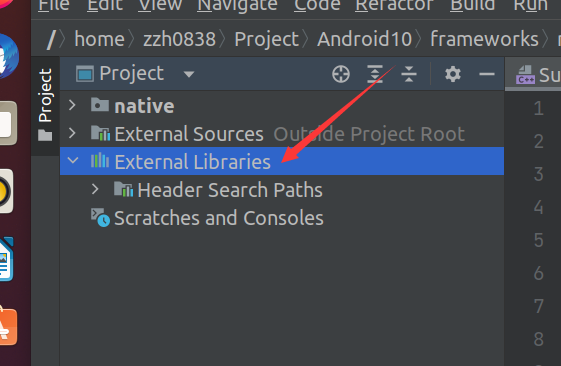 File Edit View Navigate Code Refactor Build Run
/ home zzh0838 Project Android10 frameworks
Project
Project
native
External Sources Outside Project Root
External Libraries
Header Search Paths
Scratches and Consoles
C++ Su
1
2
3
4
5
6
7
8